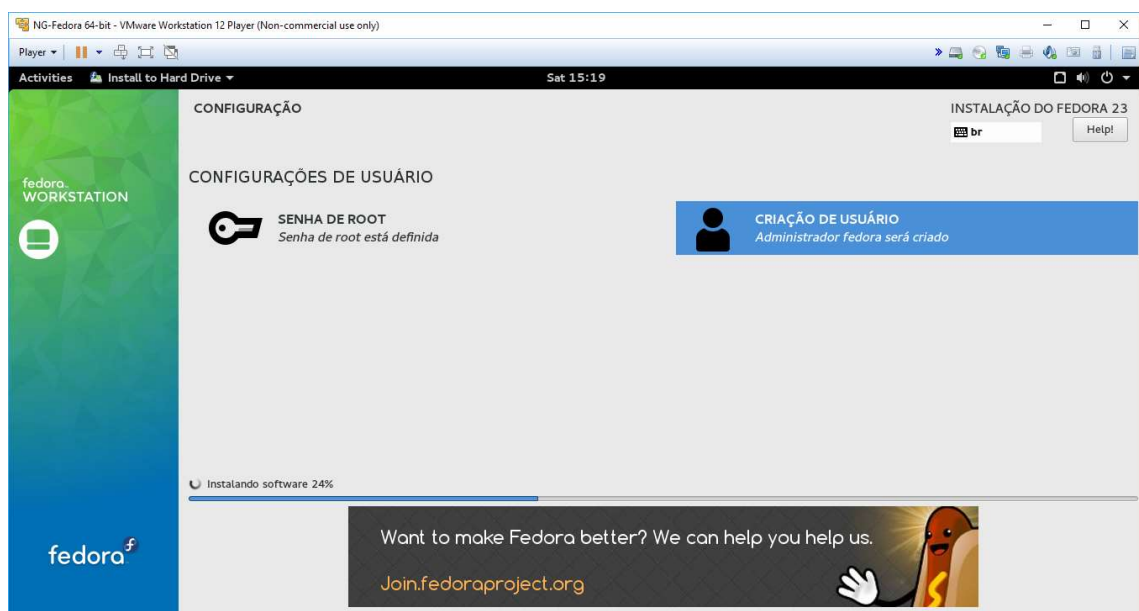 NG-Fedora 64-bit - VMware Workstation 12 Player (Non-commercial use only)
Player
Activities Install to Hard Drive Sat 15:19
CONFIGURAÇÃO INSTALAÇÃO DO FEDORA 23
br Help!
fedora.
WORKSTATION
CONFIGURAÇÕES DE USUÁRIO
SENHA DE ROOT
Senha de root está definida
CRIAÇÃO DE USUÁRIO
Administrador fedora será criado
Instalando software 24%
fedora
Want to make Fedora better? We can help you help us.
Join.fedoraproject.org